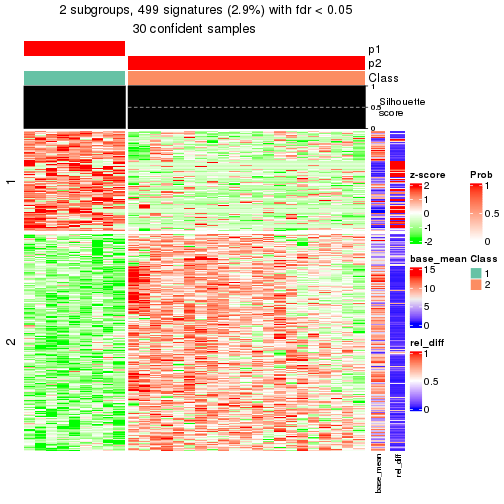 2 subgroups, 499 signatures (2.9%) with fdr < 0.05
30 confident samples
p1
p2
Class
1
0.5
0
Silhouette
score
1
2
z-score
2
1
0
-1
-2
Prob
1
0.5
0
base_mean
15
10
5
0
Class
1
2
rel_diff
1
0.5
0
base_mean
rel_diff